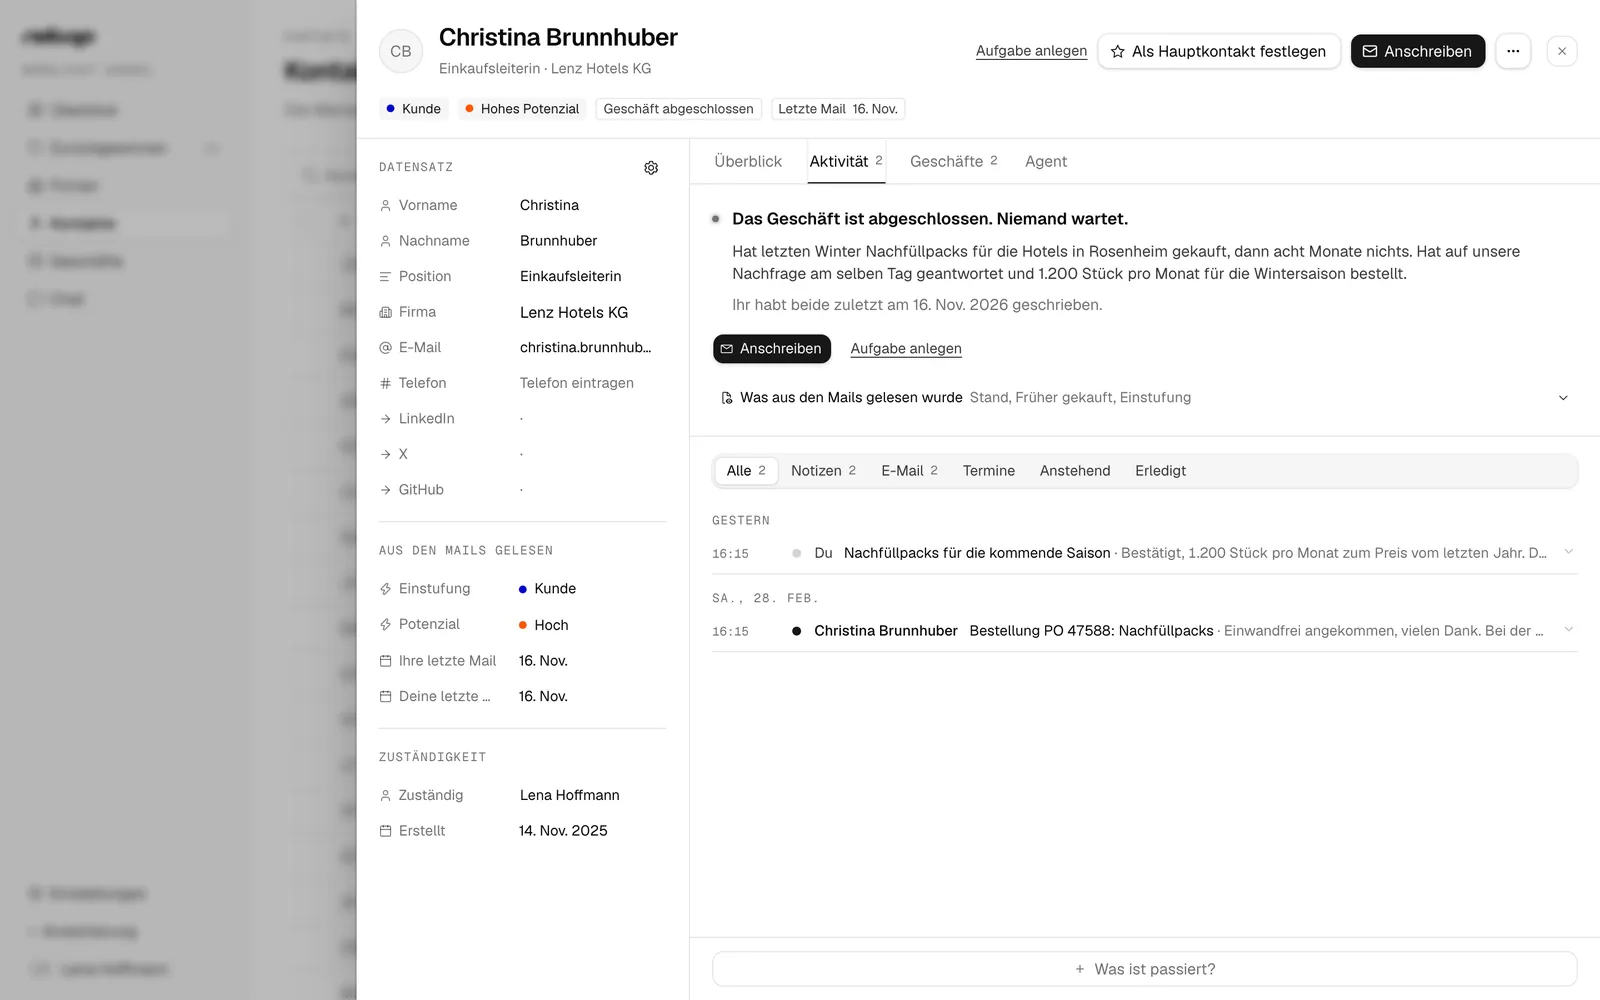 CB
Christina Brunnhuber
Einkaufsleiterin · Lenz Hotels KG
Aufgabe anlegen
Als Hauptkontakt festlegen
Anschreiben
Kunde
Hohes Potenzial
Geschäft abgeschlossen
Letzte Mail 16. Nov.
DATENSATZ
Vorname Christina
Nachname Brunnhuber
Position Einkaufsleiterin
Firma Lenz Hotels KG
E-Mail christina.brunnhub...
Telefon Telefon eintragen
LinkedIn ·
X ·
GitHub ·
AUS DEN MAILS GELESEN
Einstufung Kunde
Potenzial Hoch
Ihre letzte Mail 16. Nov.
Deine letzte ... 16. Nov.
ZUSTÄNDIGKEIT
Zuständig Lena Hoffmann
Erstellt 14. Nov. 2025
Überblick Aktivität 2 Geschäfte 2 Agent
Das Geschäft ist abgeschlossen. Niemand wartet.
Hat letzten Winter Nachfüllpacks für die Hotels in Rosenheim gekauft, dann acht Monate nichts. Hat auf unsere
Nachfrage am selben Tag geantwortet und 1.200 Stück pro Monat für die Wintersaison bestellt.
Ihr habt beide zuletzt am 16. Nov. 2026 geschrieben.
Anschreiben Aufgabe anlegen
Was aus den Mails gelesen wurde Stand, Früher gekauft, Einstufung
Alle 2 Notizen 2 E-Mail 2 Termine Anstehend Erledigt
GESTERN
16:15 Du Nachfüllpacks für die kommende Saison · Bestätigt, 1.200 Stück pro Monat zum Preis vom letzten Jahr. D...
SA., 28. FEB.
16:15 Christina Brunnhuber Bestellung PO 47588: Nachfüllpacks · Einwandfrei angekommen, vielen Dank. Bei der ...
+ Was ist passiert?